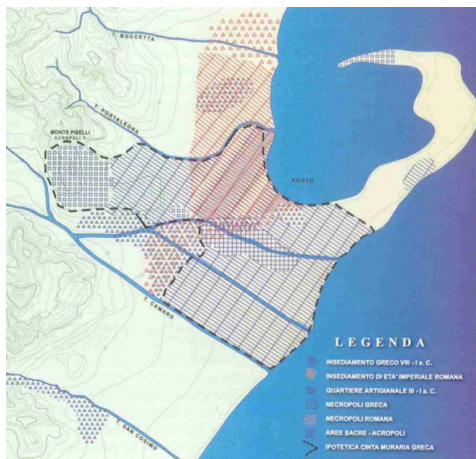 T. BOCCETTA
T. PORTALEGNA
MONTE PISELLI
ACROPOLI ?
PORTO
T. CAMARO
LEGENDA
INSEDIAMENTO GRECO VIII - I a. C.
INSEDIAMENTO DI ETA' IMPERIALE ROMANA
QUARTIERE ARTIGIANALE III - I a. C.
NECROPOLI GRECA
NECROPOLI ROMANA
AREE SACRE - ACROPOLI
IPOTETICA CINTA MURARIA GRECA
T. SAN COSIMO